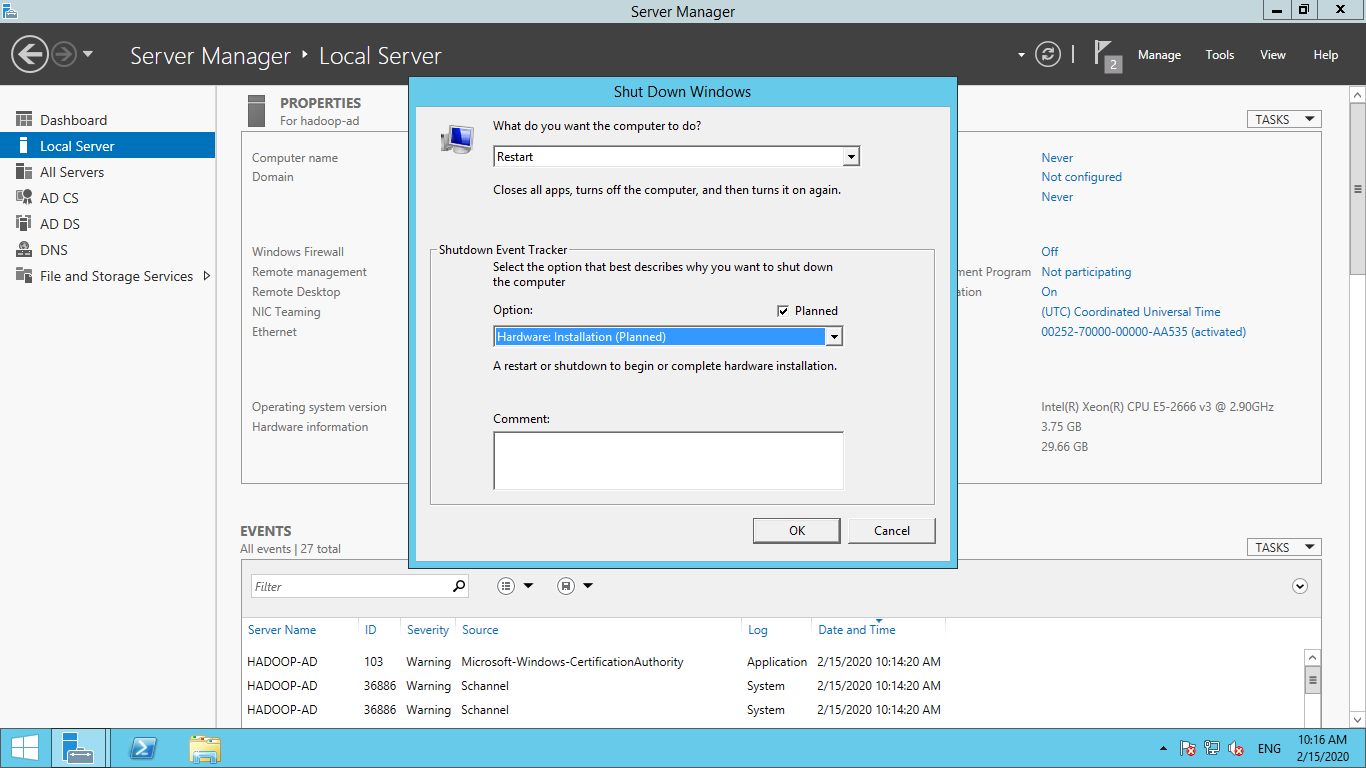 Server Manager
Server Manager ‣ Local Server
2
Manage Tools View Help
Dashboard
Local Server
All Servers
AD CS
AD DS
DNS
File and Storage Services
PROPERTIES
For hadoop-ad
TASKS
Computer name
Domain
Windows Firewall
Remote management
Remote Desktop
NIC Teaming
Ethernet
Operating system version
Hardware information
Never
Not configured
Never
Off
ment Program Not participating
ation On
(UTC) Coordinated Universal Time
00252-70000-00000-AA535 (activated)
Intel(R) Xeon(R) CPU E5-2666 v3 @ 2.90GHz
3.75 GB
29.66 GB
Shut Down Windows
What do you want the computer to do?
Restart
Closes all apps, turns off the computer, and then turns it on again.
Shutdown Event Tracker
Select the option that best describes why you want to shut down
the computer
Option:
Planned
Hardware: Installation (Planned)
A restart or shutdown to begin or complete hardware installation.
Comment:
OK Cancel
EVENTS
All events | 27 total
TASKS
Filter
Server Name ID Severity Source Log Date and Time
HADOOP-AD 103 Warning Microsoft-Windows-CertificationAuthority Application 2/15/2020 10:14:20 AM
HADOOP-AD 36886 Warning Schannel System 2/15/2020 10:14:20 AM
HADOOP-AD 36886 Warning Schannel System 2/15/2020 10:14:20 AM
ENG
10:16 AM
2/15/2020